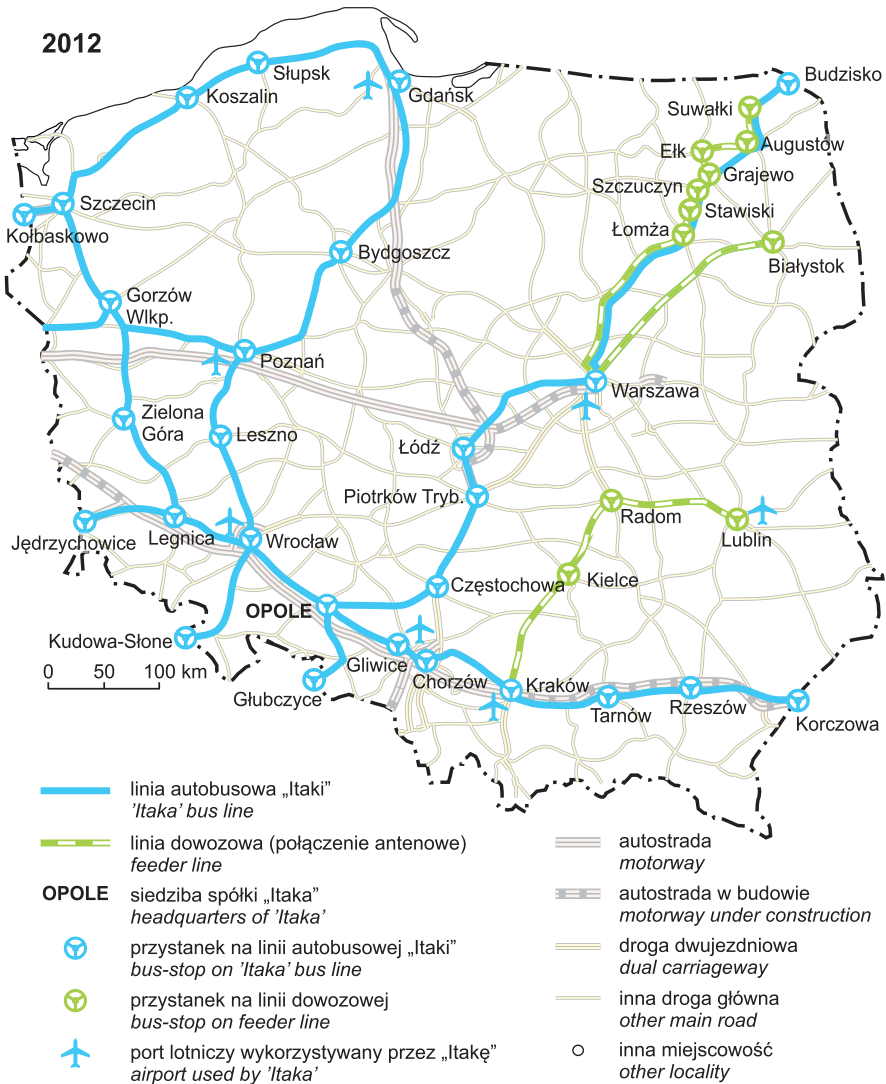 2012
Słupsk
Koszalin
Gdańsk
Budzisko
Suwałki
Augustów
Ełk
Grajewo
Szczuczyn
Stawiski
Łomża
Białystok
Szczecin
Kołbaskowo
Bydgoszcz
Gorzów
Wlkp.
Poznań
Warszawa
Zielona
Góra
Leszno
Łódź
Piotrków Tryb.
Radom
Lublin
Jędrzychowice
Legnica
Wrocław
Częstochowa
Kielce
OPOLE
Kudowa-Słone
Gliwice
Chorzów
Głubczyce
Kraków
Tarnów
Rzeszów
Korczowa
0 50 100 km
linia autobusowa „Itaki”
’Itaka’ bus line
linia dowozowa (połączenie antenowe)
feeder line
OPOLE siedziba spółki „Itaka”
headquarters of ’Itaka’
przystanek na linii autobusowej „Itaki”
bus-stop on ’Itaka’ bus line
przystanek na linii dowozowej
bus-stop on feeder line
port lotniczy wykorzystywany przez „Itakę”
airport used by ’Itaka’
autostrada
motorway
autostrada w budowie
motorway under construction
droga dwujezdniowa
dual carriageway
inna droga główna
other main road
inna miejscowość
other locality